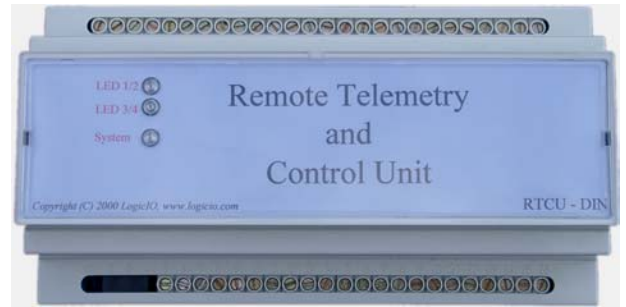 LED 1/2
LED 3/4
System
Remote Telemetry
and
Control Unit
Copyright (C) 2000 LogicIO, www.logicio.com
RTCU - DIN